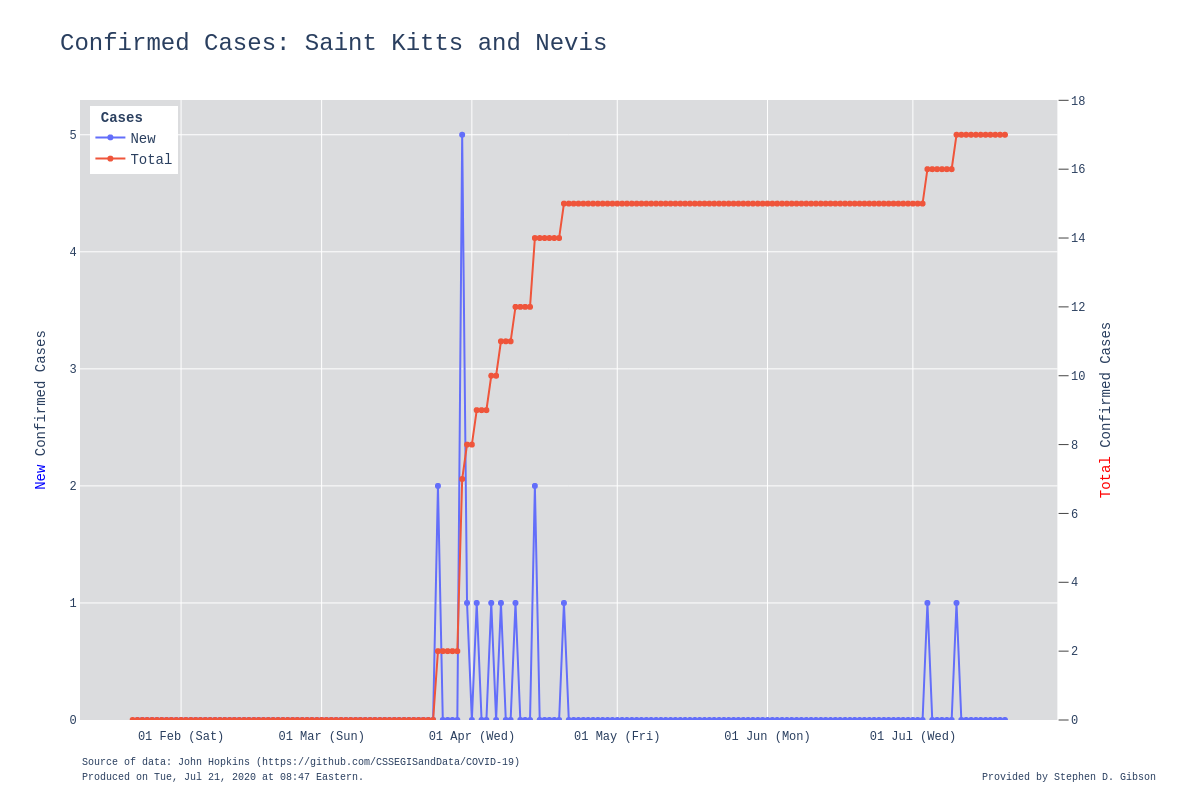 Confirmed Cases: Saint Kitts and Nevis
Cases
New
Total
5
4
3
2
1
0
New Confirmed Cases
18
16
14
12
10
8
6
4
2
0
Total Confirmed Cases
01 Feb (Sat) 01 Mar (Sun) 01 Apr (Wed) 01 May (Fri) 01 Jun (Mon) 01 Jul (Wed)
Source of data: John Hopkins (https://github.com/CSSEGISandData/COVID-19)
Produced on Tue, Jul 21, 2020 at 08:47 Eastern.
Provided by Stephen D. Gibson